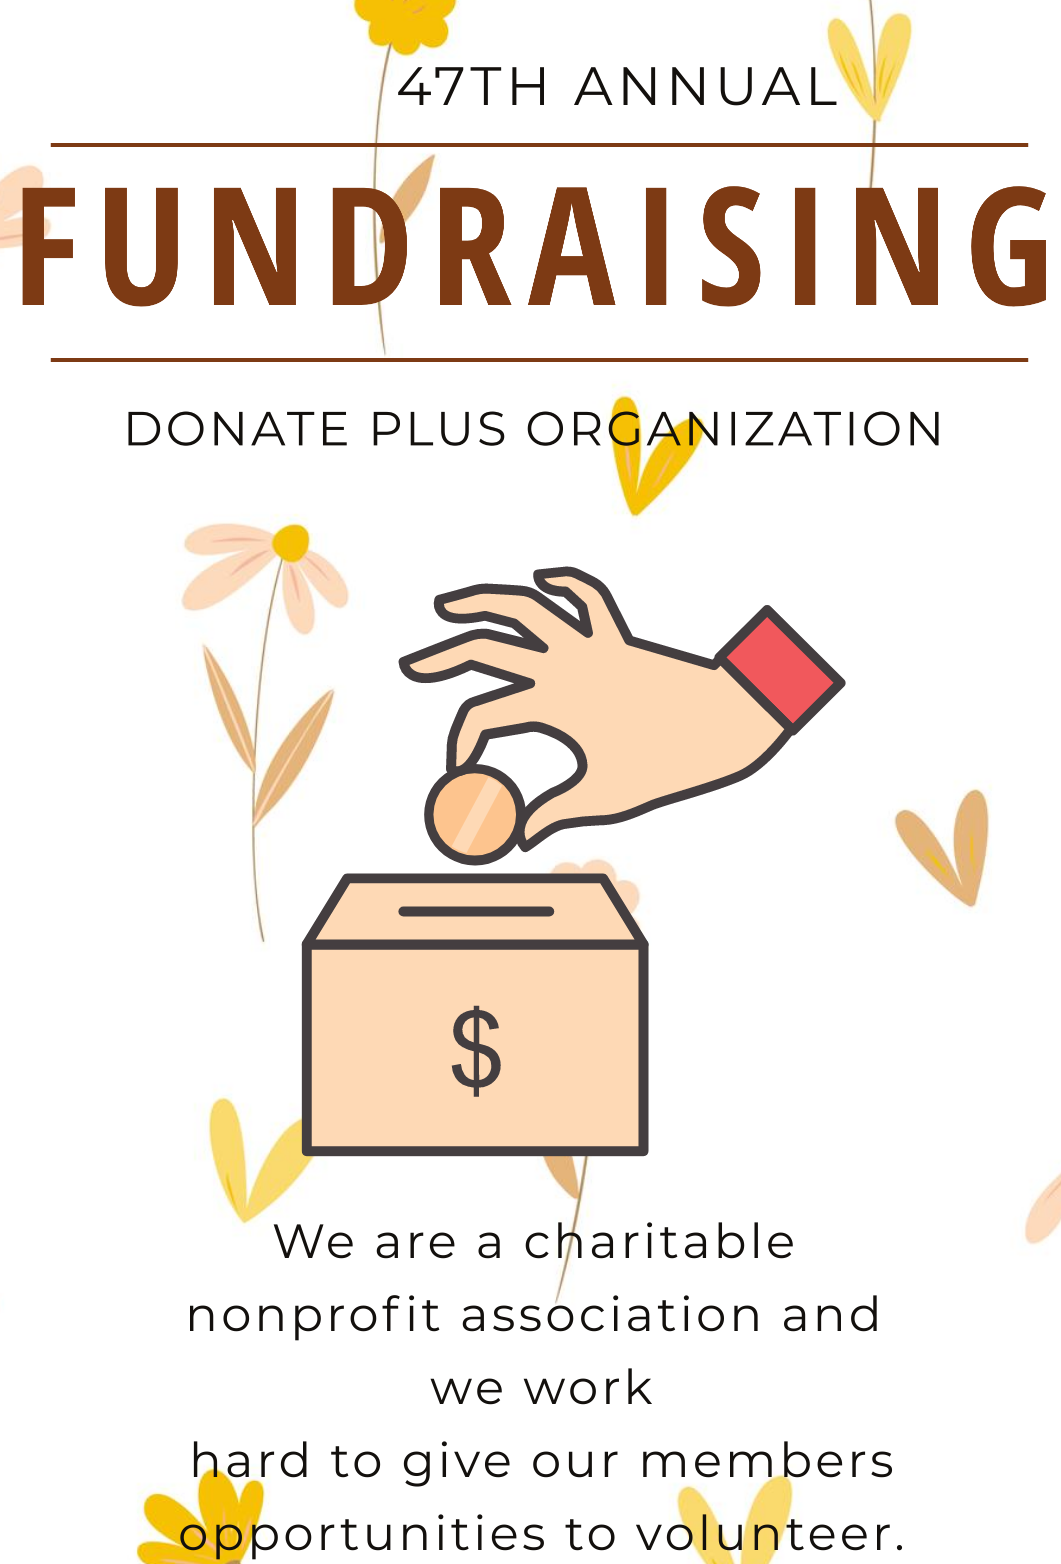 47TH ANNUAL
FUNDRAISING
DONATE PLUS ORGANIZATION
$
We are a charitable
nonprofit association and
we work
hard to give our members
opportunities to volunteer.